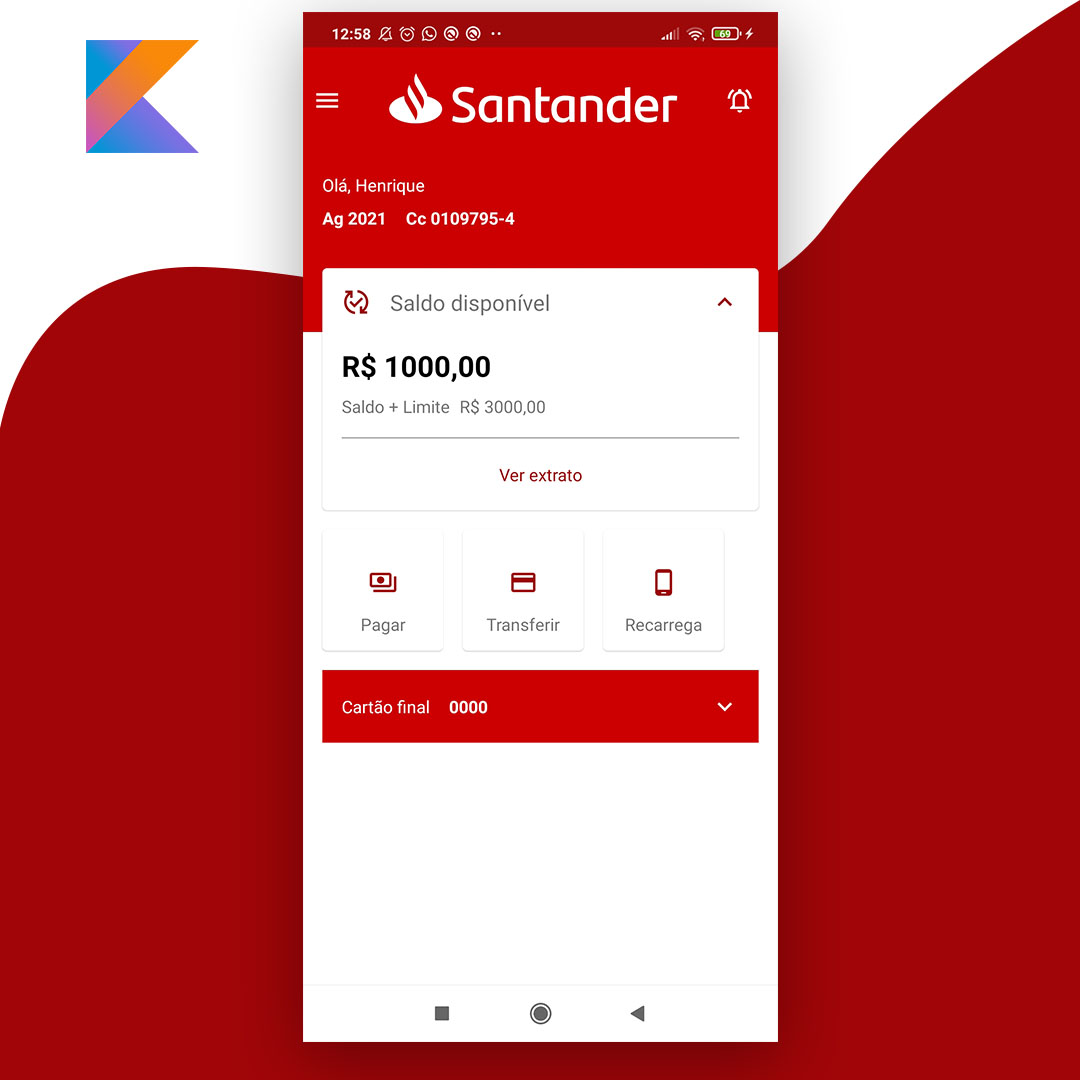 12:58
69
Santander
Olá, Henrique
Ag 2021 Cc 0109795-4
Saldo disponível
R$ 1000,00
Saldo + Limite R$ 3000,00
Ver extrato
Pagar Transferir Recarrega
Cartão final 0000